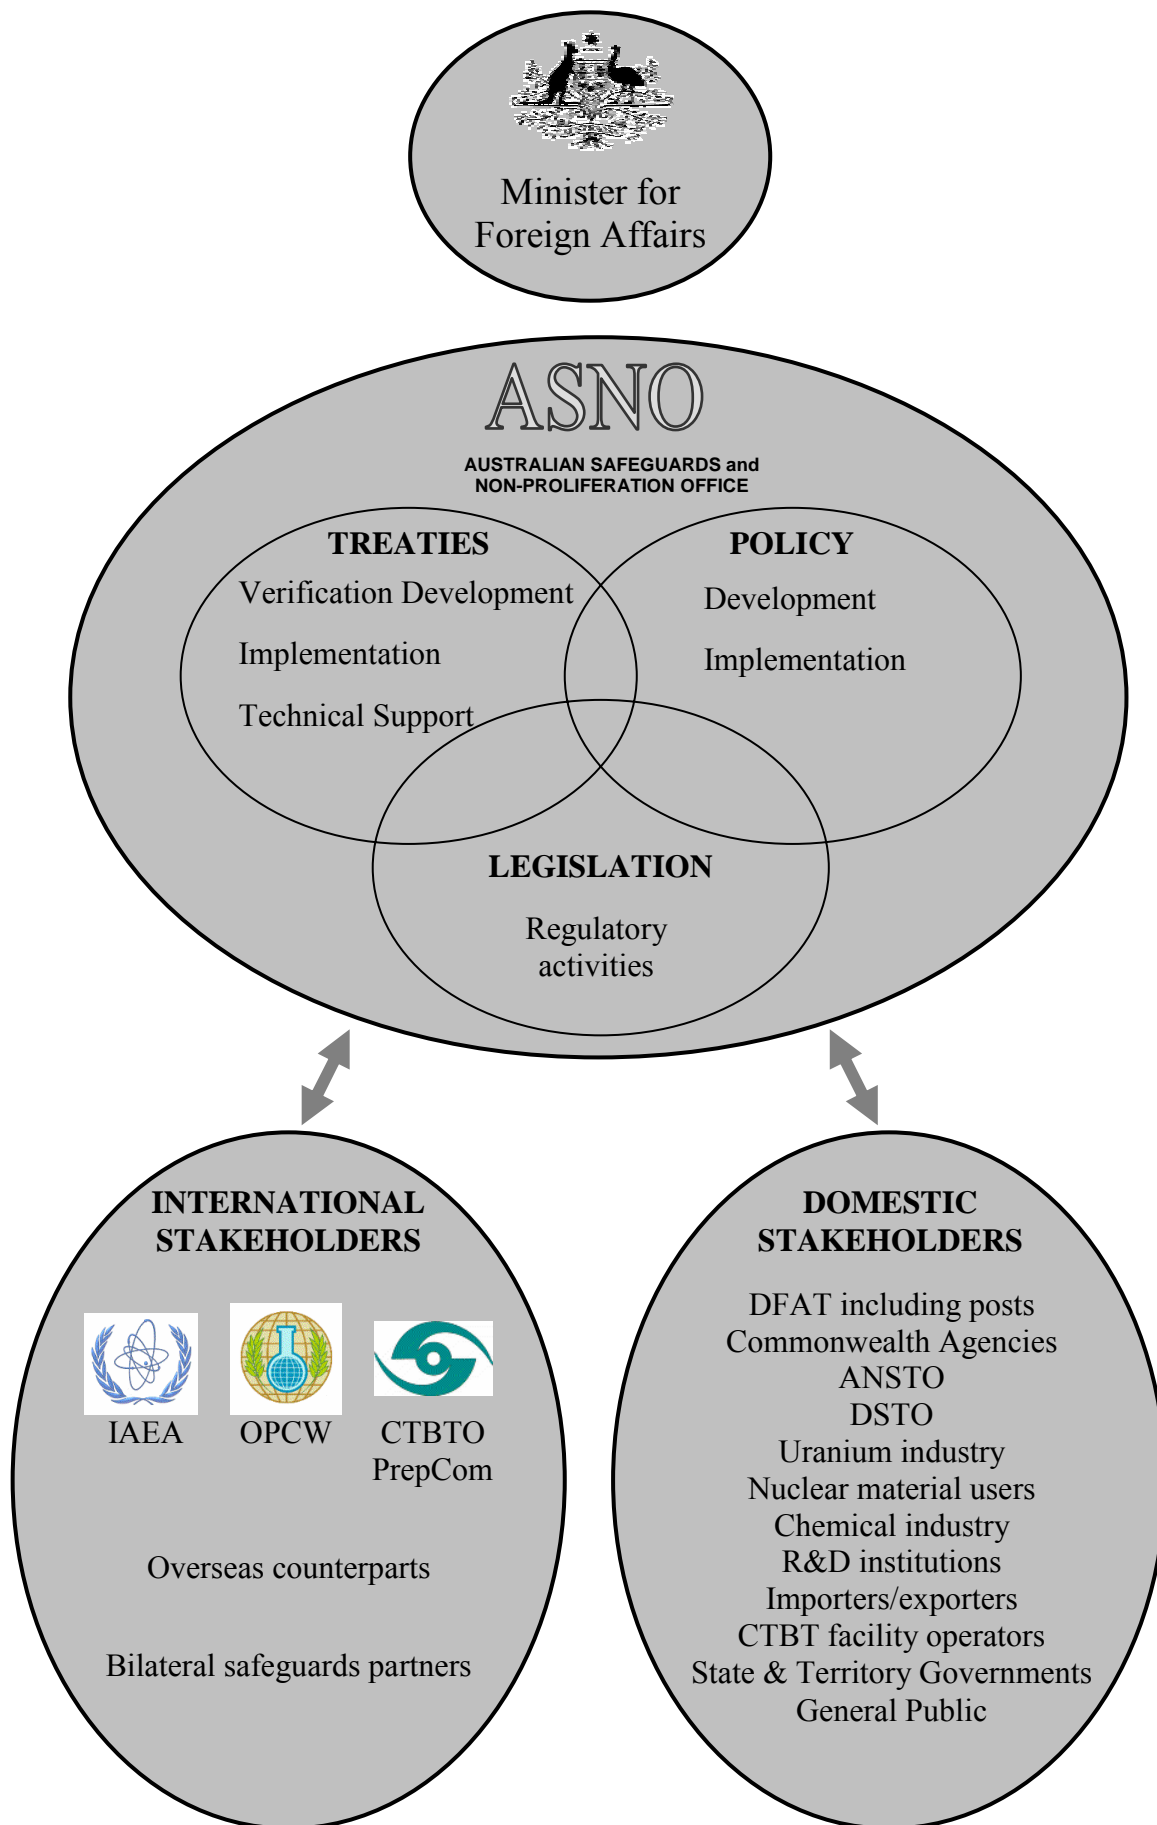 Minister for
Foreign Affairs
ASNO
AUSTRALIAN SAFEGUARDS and
NON-PROLIFERATION OFFICE
TREATIES
Verification Development
Implementation
Technical Support
POLICY
Development
Implementation
LEGISLATION
Regulatory
activities
INTERNATIONAL
STAKEHOLDERS
IAEA
OPCW
CTBTO
PrepCom
Overseas counterparts
Bilateral safeguards partners
DOMESTIC
STAKEHOLDERS
DFAT including posts
Commonwealth Agencies
ANSTO
DSTO
Uranium industry
Nuclear material users
Chemical industry
R&D institutions
Importers/exporters
CTBT facility operators
State & Territory Governments
General Public